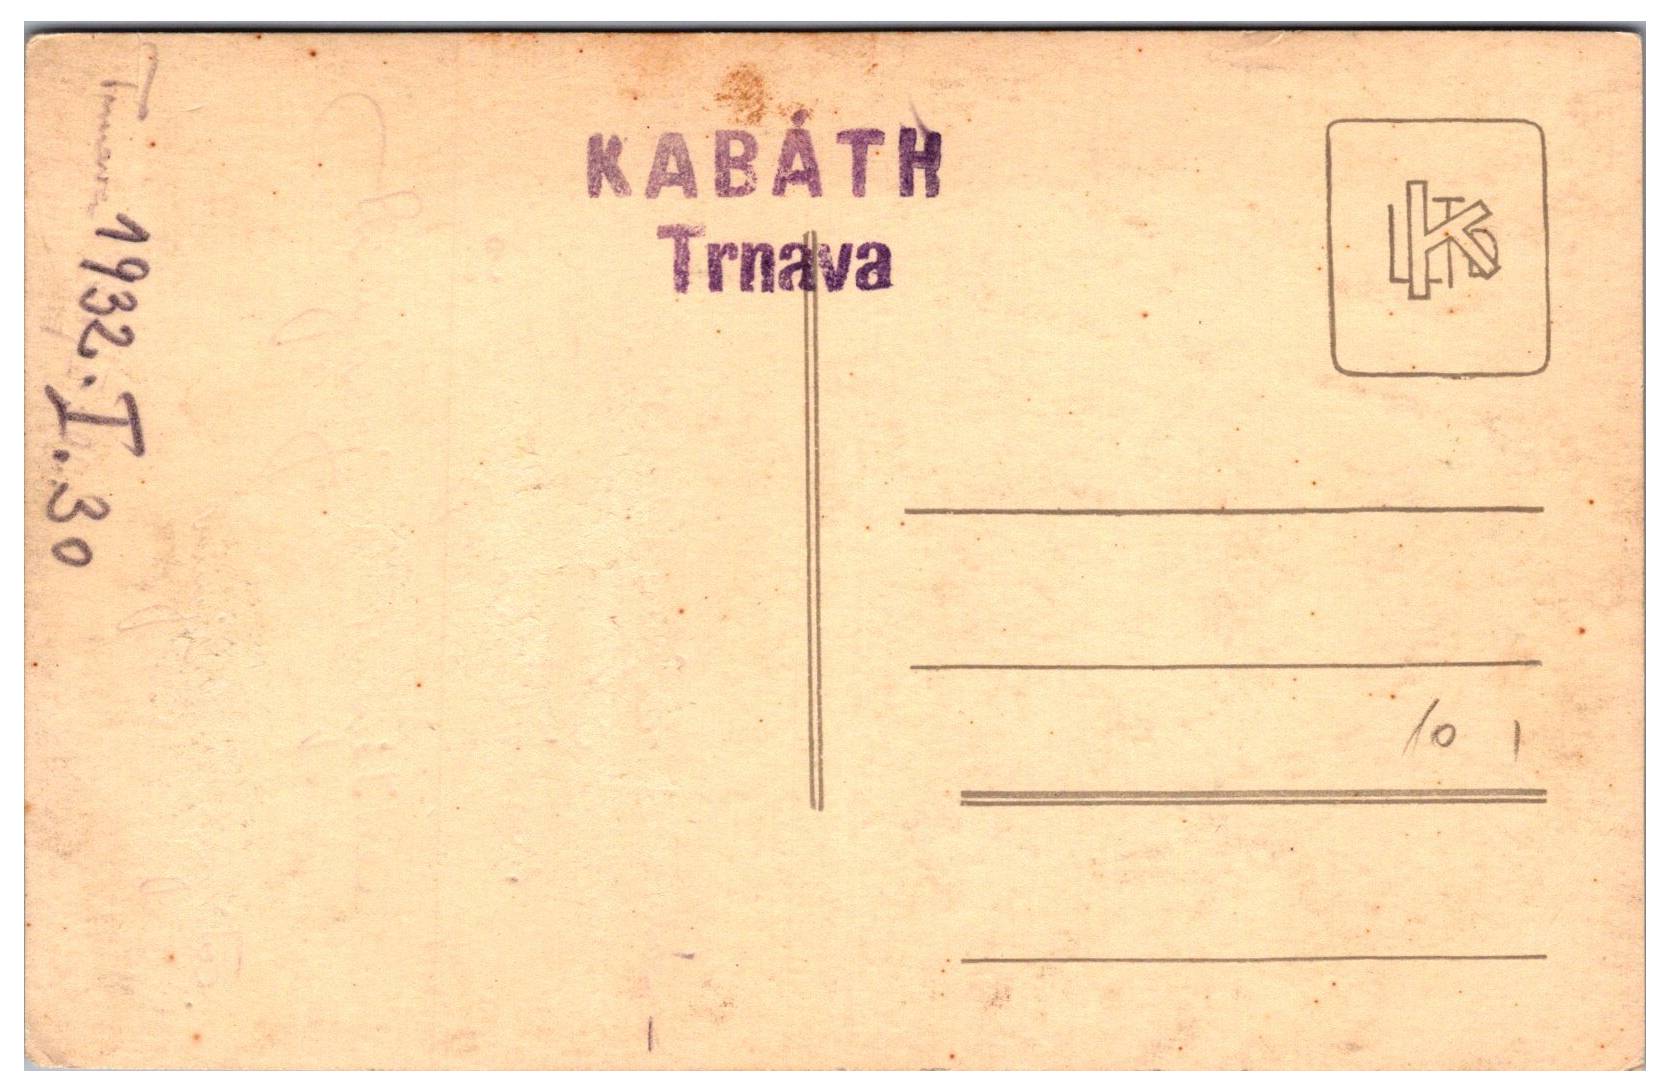 KABÁTH
Trnava
1932. I. 30
10 1